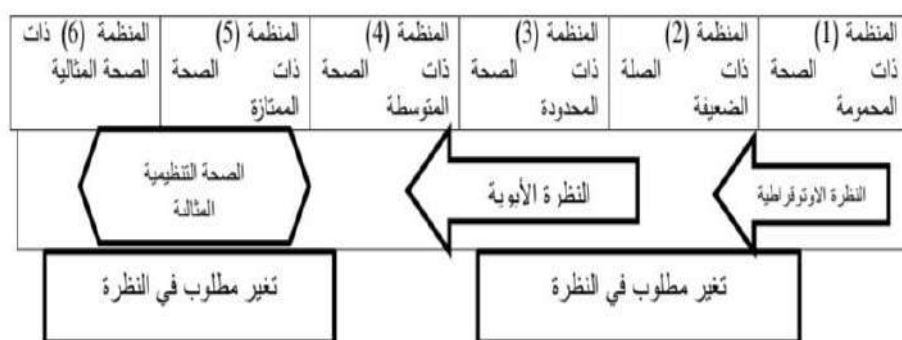 المنظمة (1)
ذات الصحة
المحمومة
المنظمة (2)
ذات الصلة
الضعيفة
المنظمة (3)
ذات الصحة
المحدودة
المنظمة (4)
ذات الصحة
المتوسطة
المنظمة (5)
ذات الصحة
الممتازة
المنظمة (6) ذات
الصحة المثالية
النظرة الاوتوقراطية
النظرة الأبوية
الصحة التنظيمية
المثالية
تغير مطلوب في النظرة
تغير مطلوب في النظرة